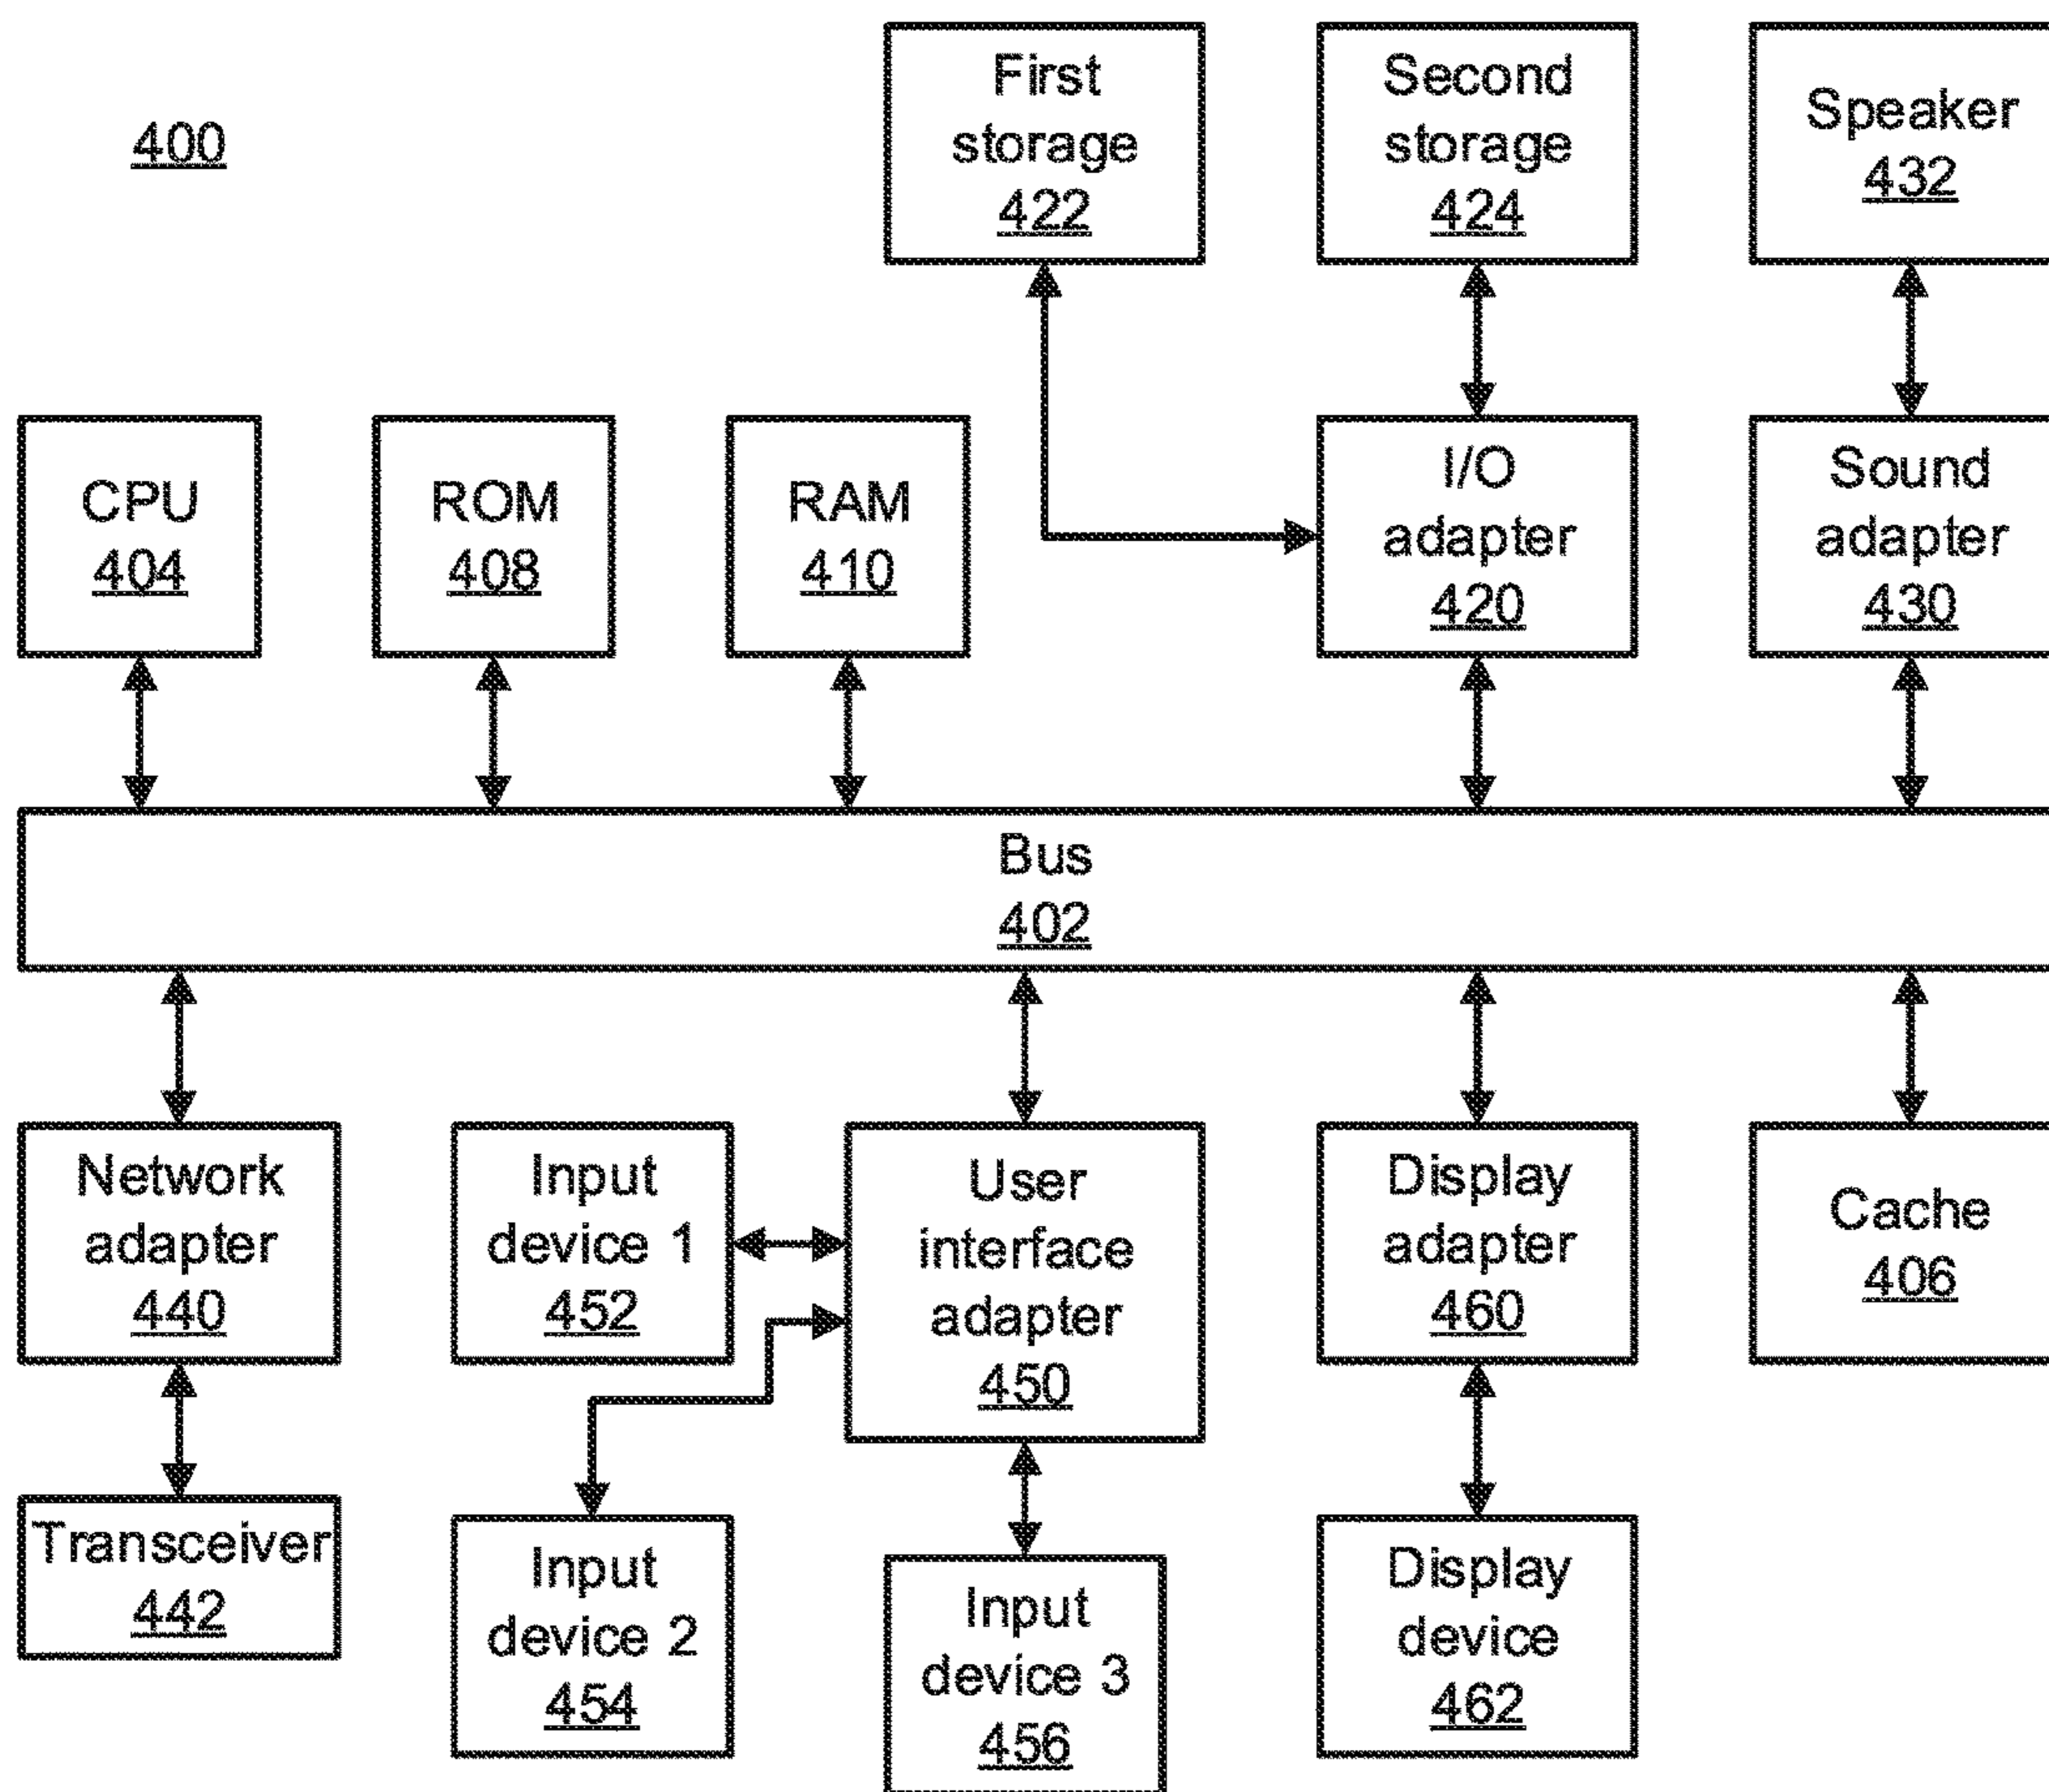 400
First
storage
422
Second
storage
424
Speaker
432
CPU
404
ROM
408
RAM
410
I/O
adapter
420
Sound
adapter
430
Bus
402
Network
adapter
440
Input
device 1
452
User
interface
adapter
450
Display
adapter
460
Cache
406
Transceiver
442
Input
device 2
454
Input
device 3
456
Display
device
462